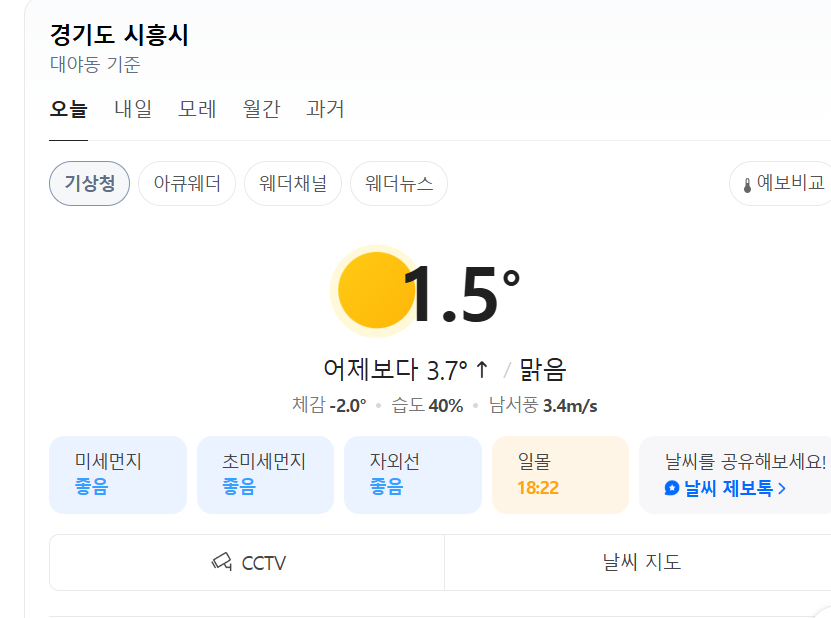 경기도 시흥시
대야동 기준
오늘 내일 모레 월간 과거
기상청 아큐웨더 웨더채널 웨더뉴스 예보비교
1.5°
어제보다 3.7° ↑ / 맑음
체감 -2.0° • 습도 40% • 남서풍 3.4m/s
미세먼지 초미세먼지 자외선 일몰 날씨를 공유해보세요!
좋음 좋음 좋음 18:22 날씨 제보톡 >
CCTV 날씨 지도